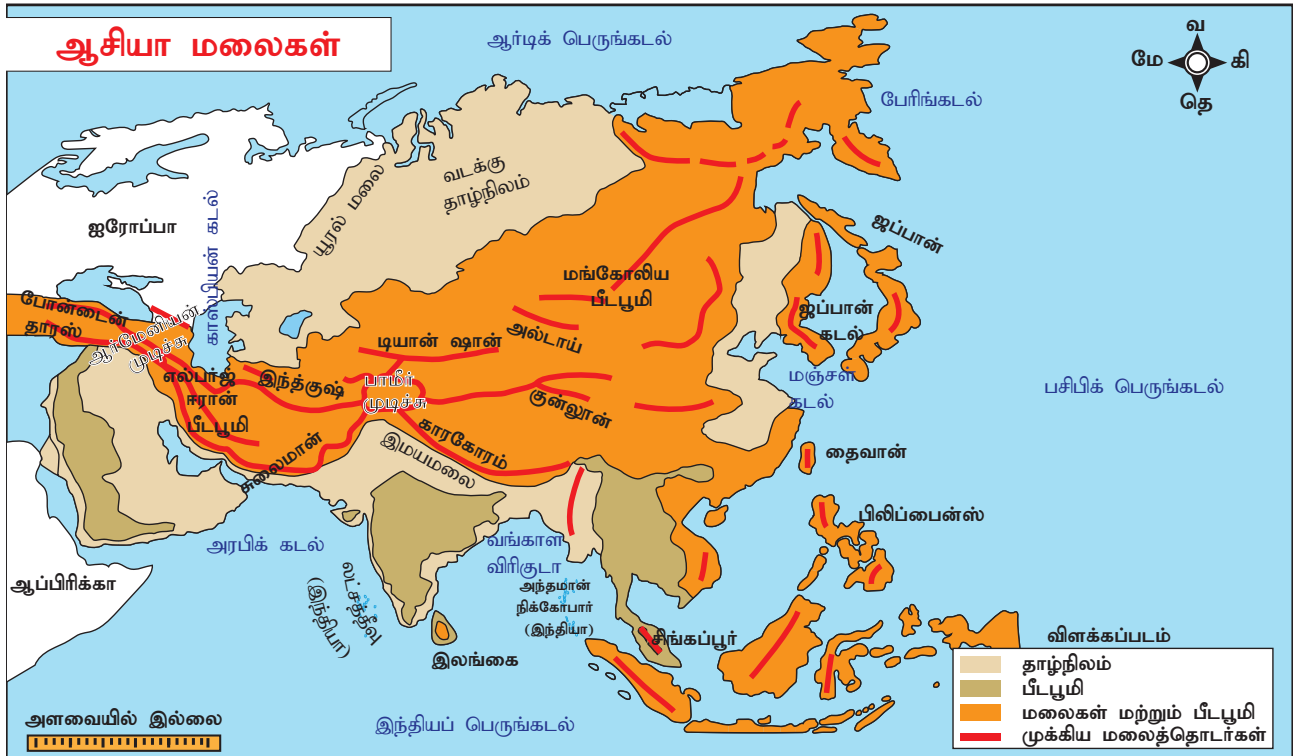 ஆசியா மலைகள்
ஆர்டிக் பெருங்கடல்
வ
மே
கி
தெ
பேரிங்கடல்
வடக்கு
தாழ்நிலம்
யூரல் மலை
ஐரோப்பா
காஸ்பியன் கடல்
ஜப்பான்
மங்கோலிய
பீடபூமி
போன்டைன்
தாரஸ்
ஆர்மேனியன்
முடிச்சு
அல்டாய்
ஜப்பான்
கடல்
டியான் ஷான்
எல்பர்ஜ்
ஈரான்
பீடபூமி
இந்த்குஷ்
பாமீர்
முடிச்சு
குன்லூன்
மஞ்சள்
கடல்
பசிபிக் பெருங்கடல்
காரகோரம்
சுலைமான்
இமயமலை
தைவான்
பிலிப்பைன்ஸ்
அரபிக் கடல்
வங்காள
விரிகுடா
ஆப்பிரிக்கா
லட்சத்தீவு
(இந்தியா)
அந்தமான்
நிக்கோபார்
(இந்தியா)
சிங்கப்பூர்
இலங்கை
இந்தியப் பெருங்கடல்
விளக்கப்படம்
தாழ்நிலம்
பீடபூமி
மலைகள் மற்றும் பீடபூமி
முக்கிய மலைத்தொடர்கள்
அளவையில் இல்லை